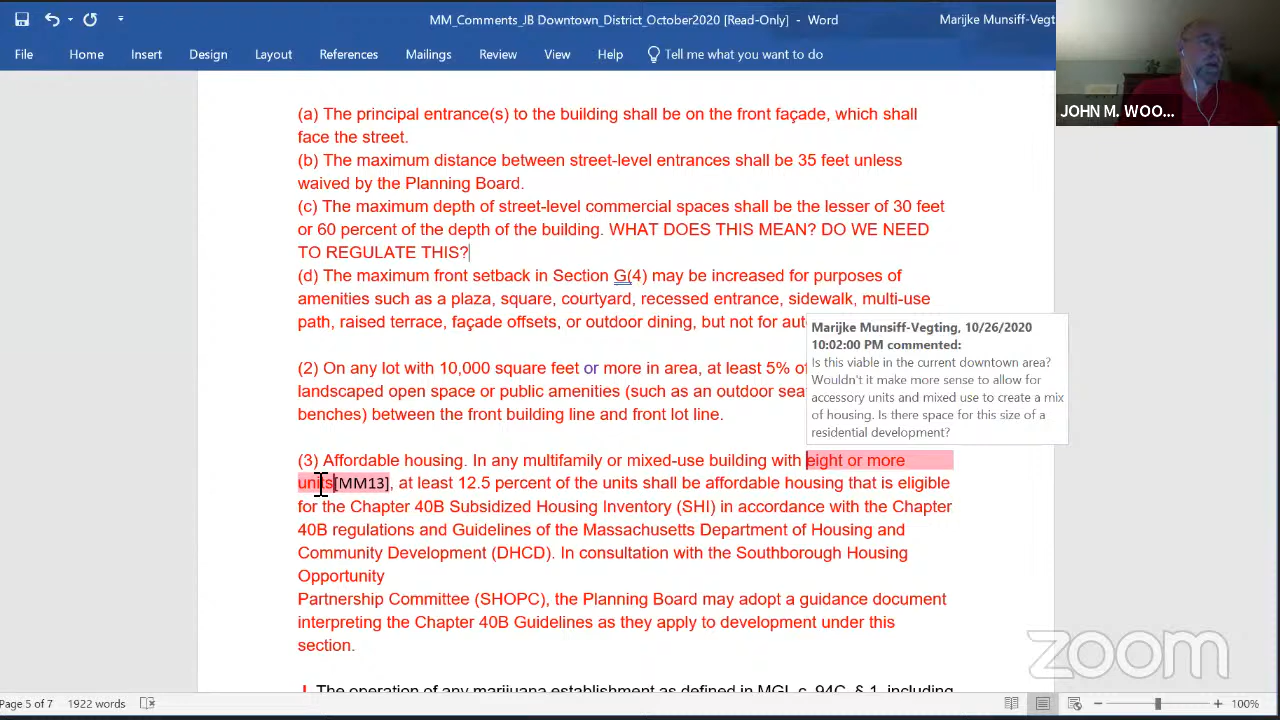 MM_Comments_JB Downtown_District_October2020 [Read-Only] - Word
Marijke Munsiff-Vegt
File Home Insert Design Layout References Mailings Review View Help Tell me what you want to do
JOHN M. WOO...
(a) The principal entrance(s) to the building shall be on the front façade, which shall
face the street.
(b) The maximum distance between street-level entrances shall be 35 feet unless
waived by the Planning Board.
(c) The maximum depth of street-level commercial spaces shall be the lesser of 30 feet
or 60 percent of the depth of the building. WHAT DOES THIS MEAN? DO WE NEED
TO REGULATE THIS?
(d) The maximum front setback in Section G(4) may be increased for purposes of
amenities such as a plaza, square, courtyard, recessed entrance, sidewalk, multi-use
path, raised terrace, façade offsets, or outdoor dining, but not for aut
Marijke Munsiff-Vegting, 10/26/2020
10:02:00 PM commented:
Is this viable in the current downtown area?
Wouldn't it make more sense to allow for
accessory units and mixed use to create a mix
of housing. Is there space for this size of a
residential development?
(2) On any lot with 10,000 square feet or more in area, at least 5% of
landscaped open space or public amenities (such as an outdoor sea
benches) between the front building line and front lot line.
(3) Affordable housing. In any multifamily or mixed-use building with eight or more
units[MM13], at least 12.5 percent of the units shall be affordable housing that is eligible
for the Chapter 40B Subsidized Housing Inventory (SHI) in accordance with the Chapter
40B regulations and Guidelines of the Massachusetts Department of Housing and
Community Development (DHCD). In consultation with the Southborough Housing
Opportunity
Partnership Committee (SHOPC), the Planning Board may adopt a guidance document
interpreting the Chapter 40B Guidelines as they apply to development under this
section.
The operation of any marijuana establishment as defined in MGL c. 94C, § 1, including
zoom
Page 5 of 7 1922 words
100%